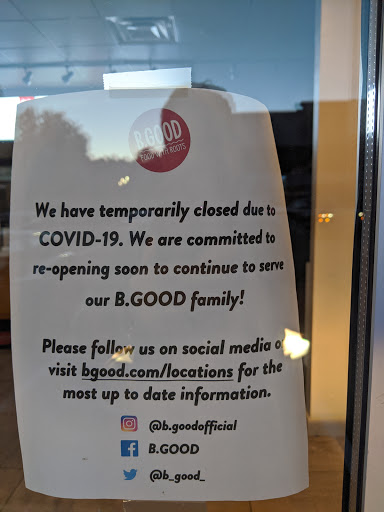 B.GOOD
FOOD WITH ROOTS
We have temporarily closed due to
COVID-19. We are committed to
re-opening soon to continue to serve
our B.GOOD family!
Please follow us on social media or
visit bgood.com/locations for the
most up to date information.
@b.goodofficial
B.GOOD
@b_good_